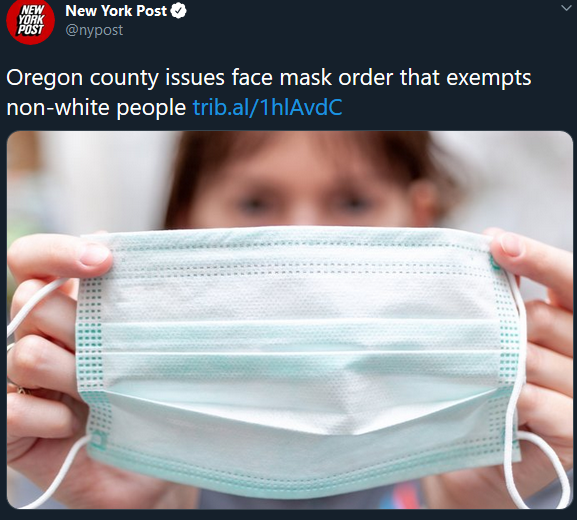 NEW
YORK
POST
New York Post
@nypost
Oregon county issues face mask order that exempts
non-white people trib.al/1hlAvdC